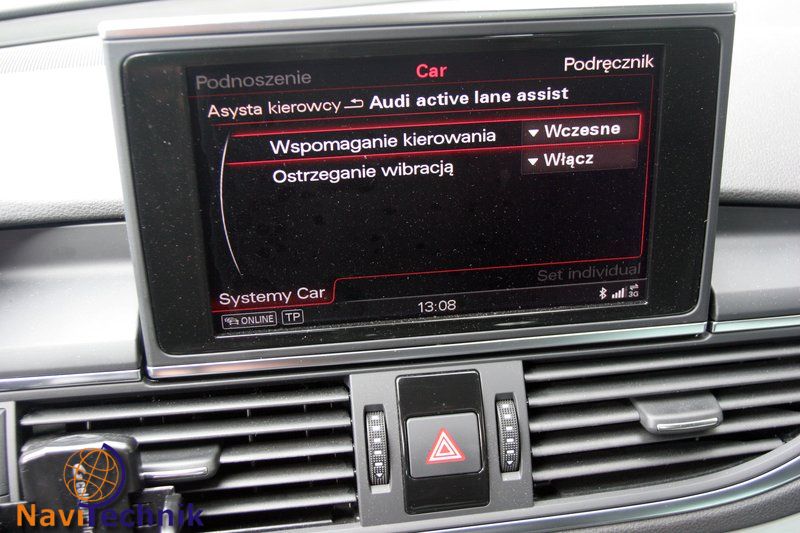 Podnoszenie Car Podręcznik
Asysta kierowcy Audi active lane assist
Wspomaganie kierowania Wczesne
Ostrzeganie wibracją Włącz
Set individual
Systemy Car
13:08 3G
ONLINE TP
NaviTechnik